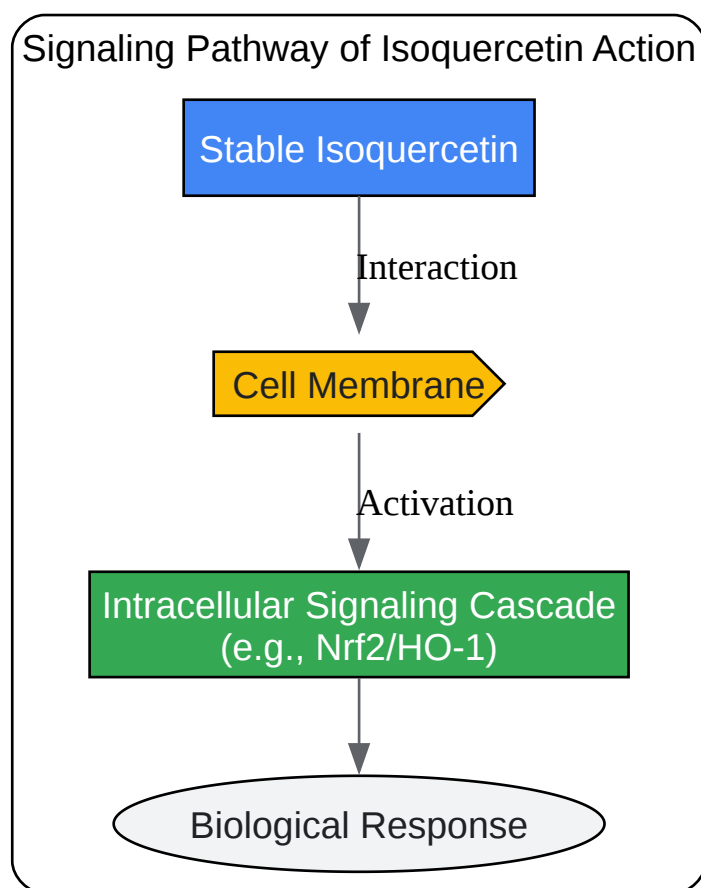 Signaling Pathway of Isoquercetin Action
Stable Isoquercetin
Interaction
Cell Membrane
Activation
Intracellular Signaling Cascade
(e.g., Nrf2/HO-1)
Biological Response